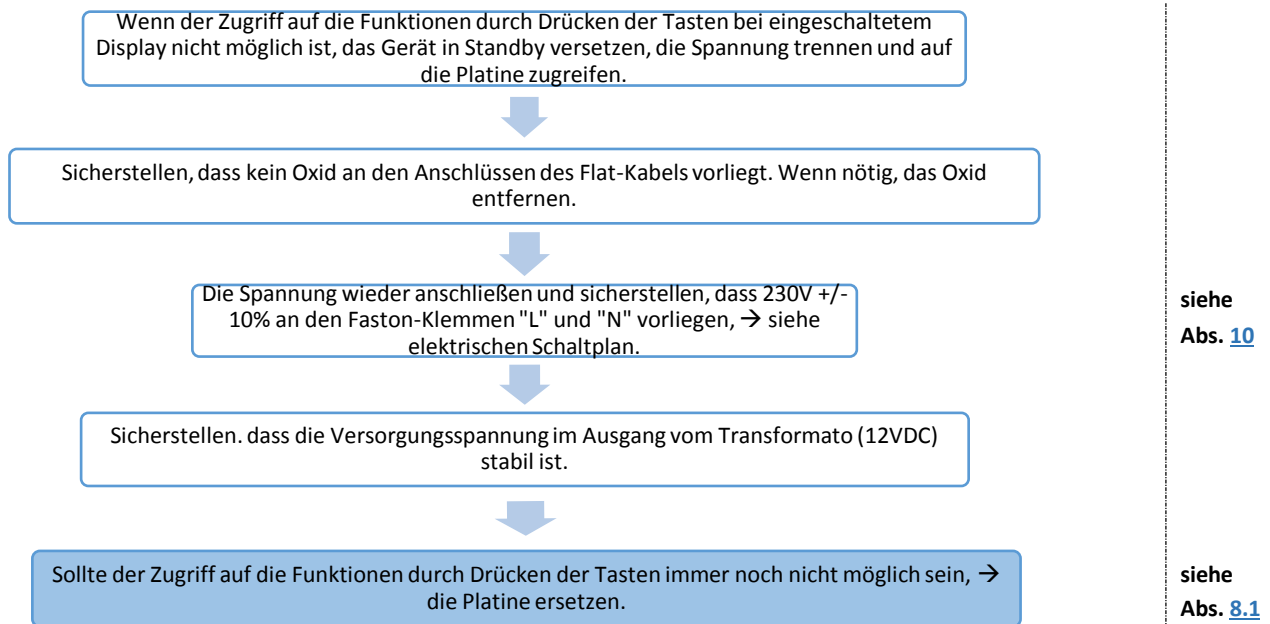 Wenn der Zugriff auf die Funktionen durch Drücken der Tasten bei eingeschaltetem
Display nicht möglich ist, das Gerät in Standby versetzen, die Spannung trennen und auf
die Platine zugreifen.
Sicherstellen, dass kein Oxid an den Anschlüssen des Flat-Kabels vorliegt. Wenn nötig, das Oxid
entfernen.
Die Spannung wieder anschließen und sicherstellen, dass 230V +/-
10% an den Faston-Klemmen "L" und "N" vorliegen, → siehe
elektrischen Schaltplan.
siehe
Abs. 10
Sicherstellen. dass die Versorgungsspannung im Ausgang vom Transformato (12VDC)
stabil ist.
Sollte der Zugriff auf die Funktionen durch Drücken der Tasten immer noch nicht möglich sein, →
die Platine ersetzen.
siehe
Abs. 8.1